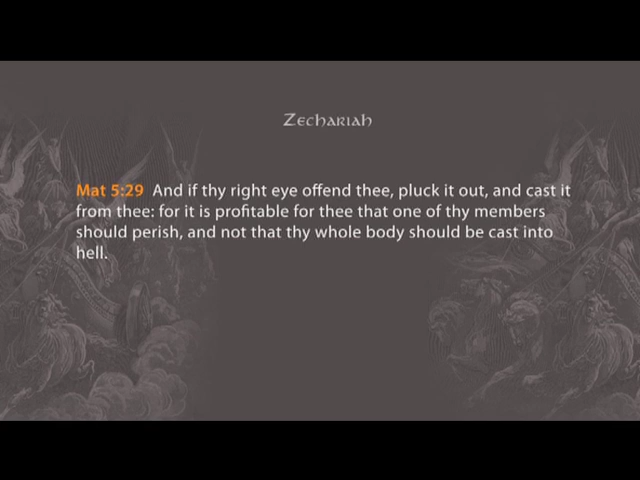 Zechariah
Mat 5:29 And if thy right eye offend thee, pluck it out, and cast it
from thee: for it is profitable for thee that one of thy members
should perish, and not that thy whole body should be cast into
hell.